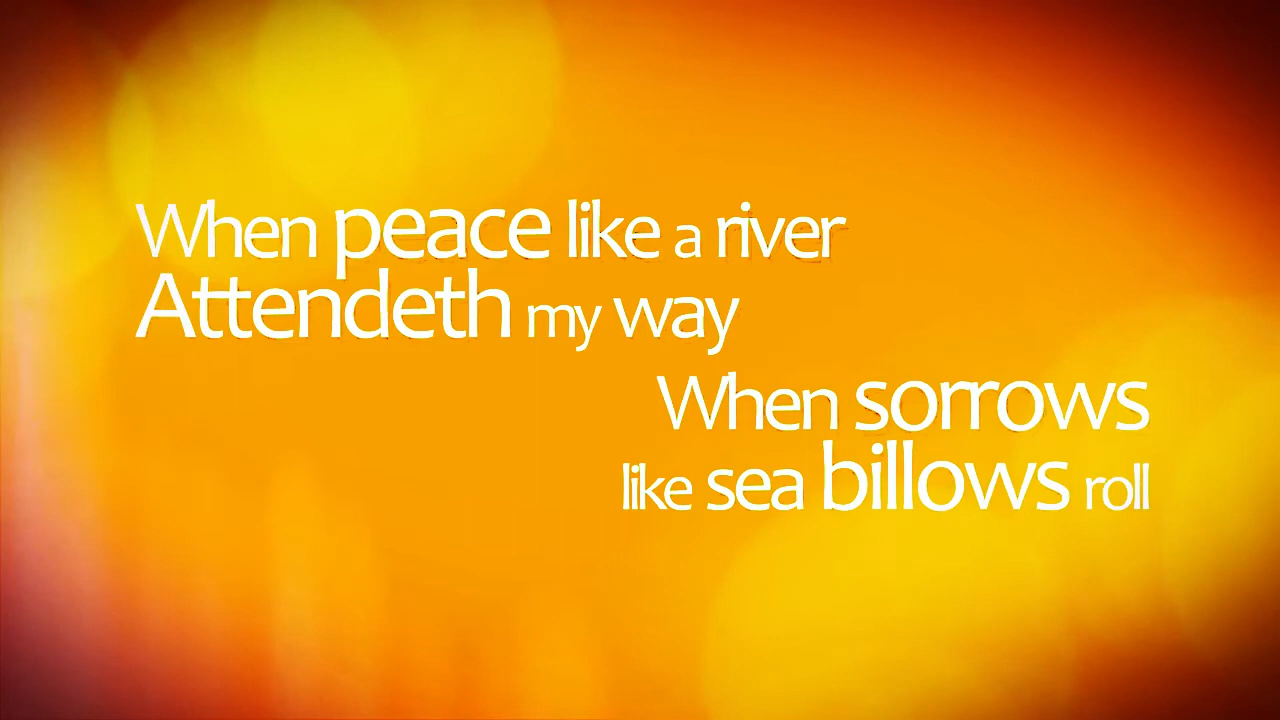 When peace like a river
Attendeth my way
When sorrows
like sea billows roll